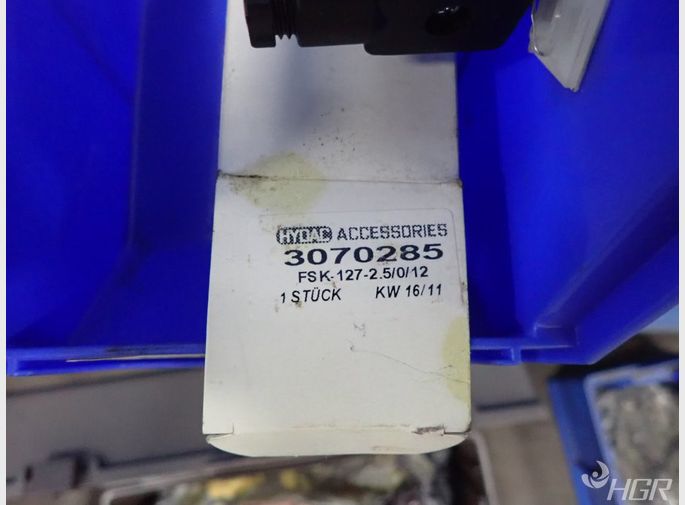 HYDAC ACCESSORIES
3070285
FSK-127-2.5/0/12
1 STÜCK KW 16/11
HGR